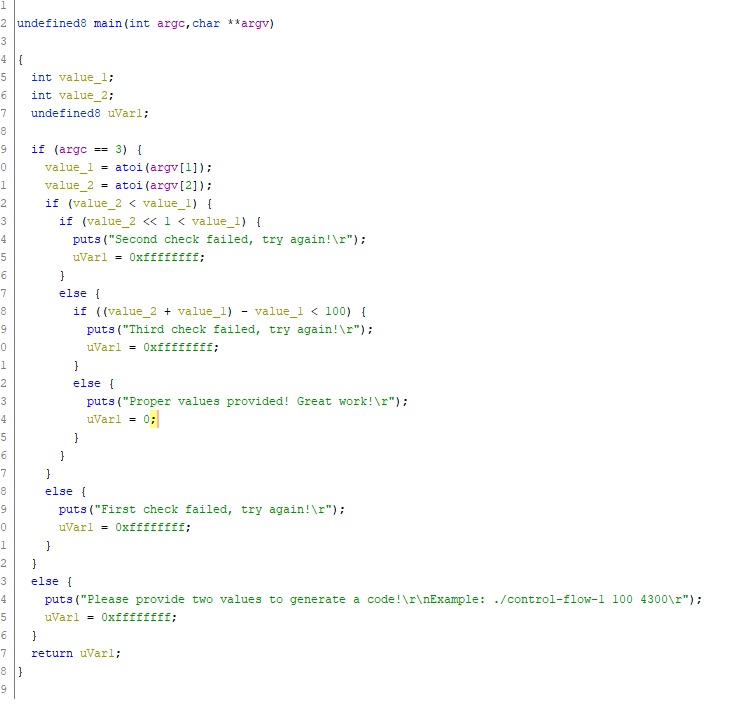 1
2 undefined8 main(int argc,char **argv)
3
4 {
5   int value_1;
6   int value_2;
7   undefined8 uVar1;
8
9   if (argc == 3) {
0     value_1 = atoi(argv[1]);
1     value_2 = atoi(argv[2]);
2     if (value_2 < value_1) {
3       if (value_2 << 1 < value_1) {
4         puts("Second check failed, try again!\r");
5         uVar1 = 0xffffffff;
6       }
7       else {
8         if ((value_2 + value_1) - value_1 < 100) {
9           puts("Third check failed, try again!\r");
0           uVar1 = 0xffffffff;
1         }
2         else {
3           puts("Proper values provided! Great work!\r");
4           uVar1 = 0;
5         }
6       }
7     }
8     else {
9       puts("First check failed, try again!\r");
0       uVar1 = 0xffffffff;
1     }
2   }
3   else {
4     puts("Please provide two values to generate a code!\r\nExample: ./control-flow-1 100 4300\r");
5     uVar1 = 0xffffffff;
6   }
7   return uVar1;
8 }
9